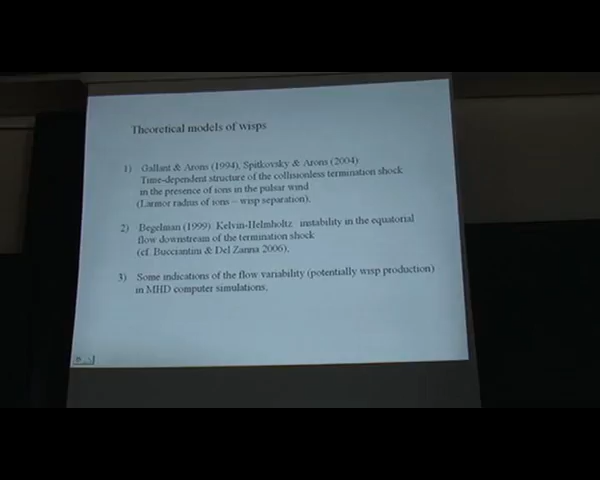 Theoretical models of wisps
1) Gallant & Arons (1994), Spitkovsky & Arons (2004)
Time-dependent structure of the collisionless termination shock
in the presence of ions in the pulsar wind
(Larmor radius of ions – wisp separation).
2) Begelman (1999) Kelvin-Helmholtz instability in the equatorial
flow downstream of the termination shock
(cf. Bucciantini & Del Zanna 2006).
3) Some indications of the flow variability (potentially wisp production)
in MHD computer simulations.